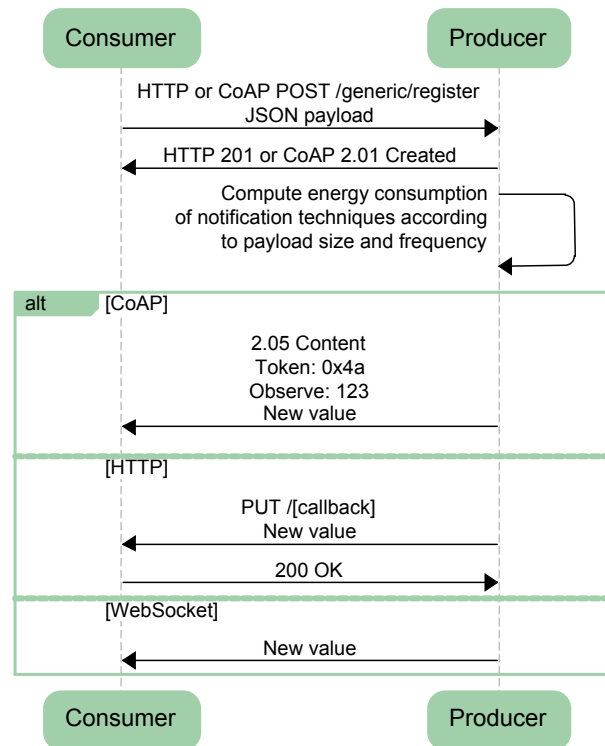 Consumer
Producer
HTTP or CoAP POST /generic/register
JSON payload
HTTP 201 or CoAP 2.01 Created
Compute energy consumption
of notification techniques according
to payload size and frequency
alt
[CoAP]
2.05 Content
Token: 0x4a
Observe: 123
New value
[HTTP]
PUT /[callback]
New value
200 OK
[WebSocket]
New value
Consumer
Producer